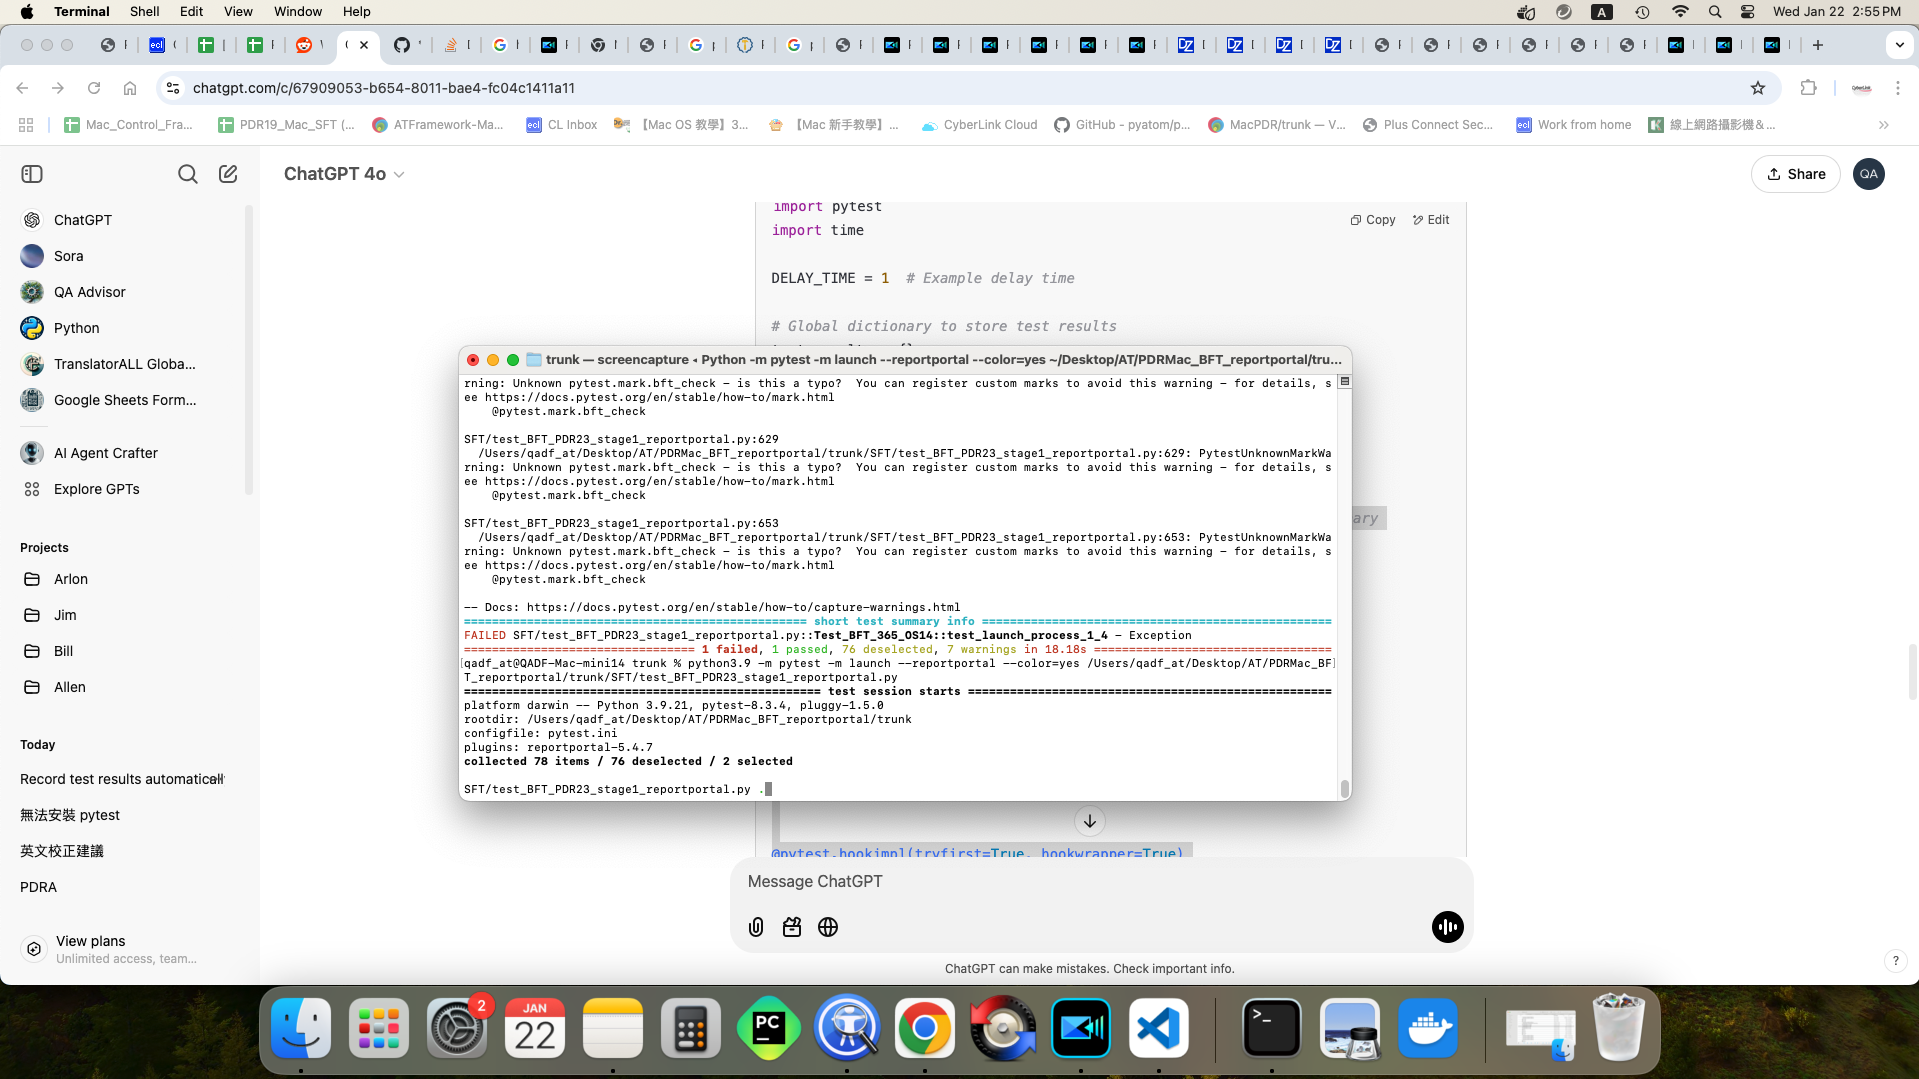 Terminal Shell Edit View Window Help
A Wed Jan 22 2:55 PM
chatgpt.com/c/67909053-b654-8011-bae4-fc04c1411a11
Mac_Control_Fra... PDR19_Mac_SFT (... ATFramework-Ma... CL Inbox 【Mac OS 教學】3... 【Mac 新手教學】... CyberLink Cloud GitHub - pyatom/p... MacPDR/trunk — V... Plus Connect Sec... Work from home 線上網路攝影機&...
ChatGPT 4o
Share
QA
ChatGPT
Sora
QA Advisor
Python
TranslatorALL Globa...
Google Sheets Form...
AI Agent Crafter
Explore GPTs
Projects
Arlon
Jim
Bill
Allen
Today
Record test results automatically
無法安裝 pytest
英文校正建議
PDRA
View plans
Unlimited access, team...
import pytest
Copy Edit
import time
DELAY_TIME = 1 # Example delay time
# Global dictionary to store test results
ary
trunk — screencapture ◂ Python -m pytest -m launch --reportportal --color=yes ~/Desktop/AT/PDRMac_BFT_reportportal/tru...
rning: Unknown pytest.mark.bft_check - is this a typo?  You can register custom marks to avoid this warning - for details, s
ee https://docs.pytest.org/en/stable/how-to/mark.html
@pytest.mark.bft_check
SFT/test_BFT_PDR23_stage1_reportportal.py:629
/Users/qadf_at/Desktop/AT/PDRMac_BFT_reportportal/trunk/SFT/test_BFT_PDR23_stage1_reportportal.py:629: PytestUnknownMarkWa
rning: Unknown pytest.mark.bft_check - is this a typo?  You can register custom marks to avoid this warning - for details, s
ee https://docs.pytest.org/en/stable/how-to/mark.html
@pytest.mark.bft_check
SFT/test_BFT_PDR23_stage1_reportportal.py:653
/Users/qadf_at/Desktop/AT/PDRMac_BFT_reportportal/trunk/SFT/test_BFT_PDR23_stage1_reportportal.py:653: PytestUnknownMarkWa
rning: Unknown pytest.mark.bft_check - is this a typo?  You can register custom marks to avoid this warning - for details, s
ee https://docs.pytest.org/en/stable/how-to/mark.html
@pytest.mark.bft_check
-- Docs: https://docs.pytest.org/en/stable/how-to/capture-warnings.html
================================================= short test summary info ==================================================
FAILED SFT/test_BFT_PDR23_stage1_reportportal.py::Test_BFT_365_OS14::test_launch_process_1_4 - Exception
================================= 1 failed, 1 passed, 76 deselected, 7 warnings in 18.18s ==================================
[qadf_at@QADF-Mac-mini14 trunk % python3.9 -m pytest -m launch --reportportal --color=yes /Users/qadf_at/Desktop/AT/PDRMac_BF]
T_reportportal/trunk/SFT/test_BFT_PDR23_stage1_reportportal.py
=================================================== test session starts ====================================================
platform darwin -- Python 3.9.21, pytest-8.3.4, pluggy-1.5.0
rootdir: /Users/qadf_at/Desktop/AT/PDRMac_BFT_reportportal/trunk
configfile: pytest.ini
plugins: reportportal-5.4.7
collected 78 items / 76 deselected / 2 selected
SFT/test_BFT_PDR23_stage1_reportportal.py .
@pytest.hookimpl(tryfirst=True, hookwrapper=True)
Message ChatGPT
ChatGPT can make mistakes. Check important info.
?
2
JAN
22
PC